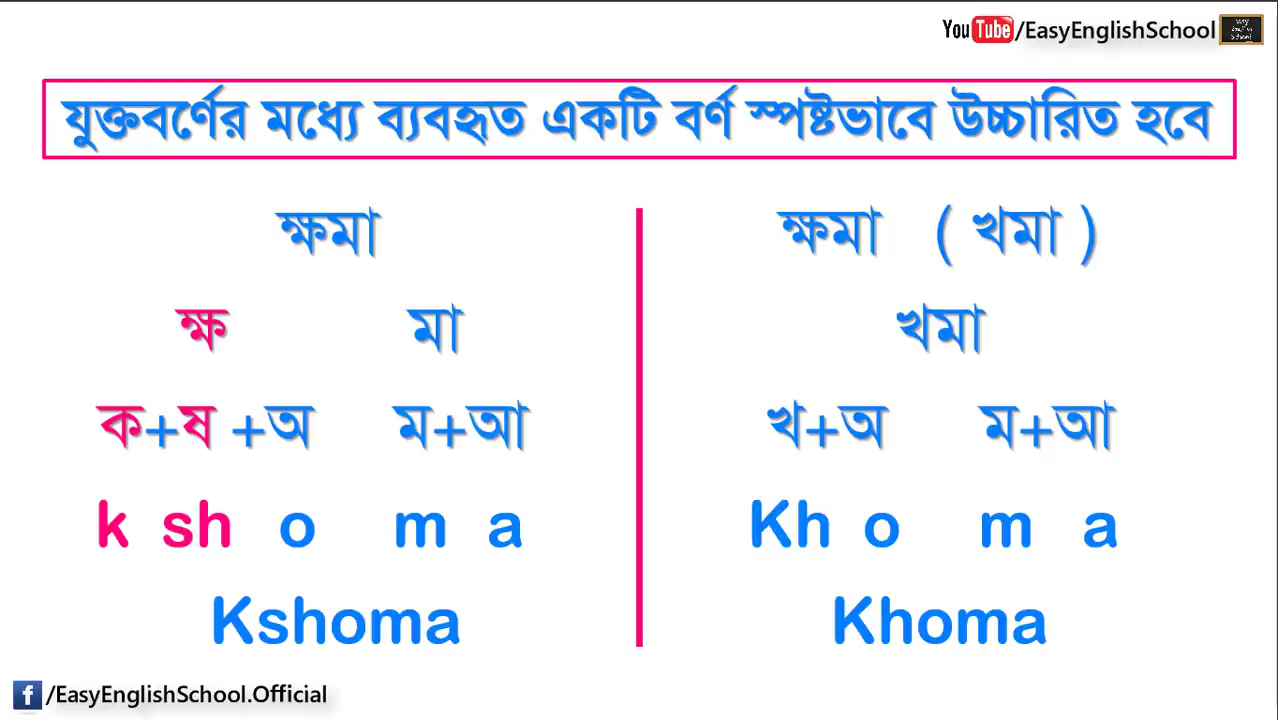 YouTube/EasyEnglishSchool
যুক্তবর্ণের মধ্যে ব্যবহৃত একটি বর্ণ স্পষ্টভাবে উচ্চারিত হবে
ক্ষমা
ক্ষ মা
ক+ষ +অ ম+আ
k sh o m a
Kshoma
ক্ষমা ( খমা )
খমা
খ+অ ম+আ
Kh o m a
Khoma
f/EasyEnglishSchool.Official